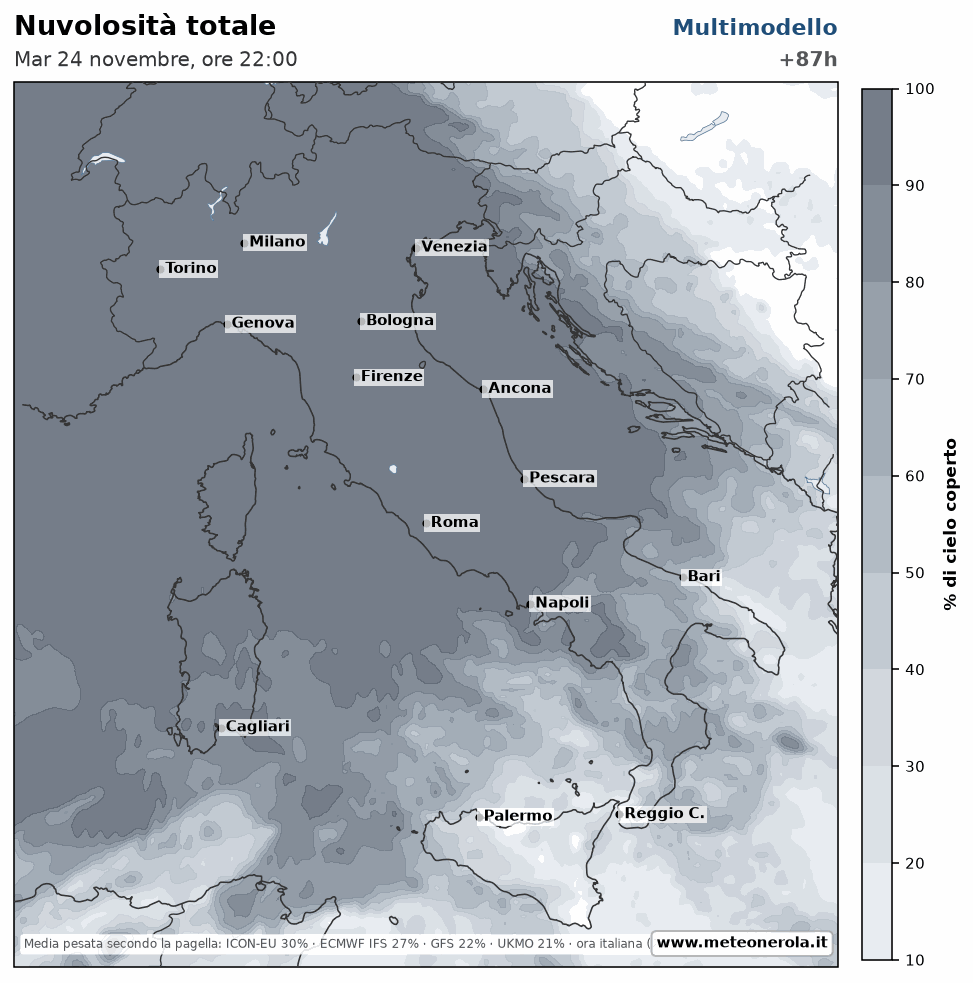 Nuvolosità totale
Multimodello
Mar 24 novembre, ore 22:00
+87h
100
90
80
70
60
50
40
30
20
10
% di cielo coperto
Milano
Venezia
Torino
Genova
Bologna
Firenze
Ancona
Pescara
Roma
Bari
Napoli
Cagliari
Palermo
Reggio C.
Media pesata secondo la pagella: ICON-EU 30% · ECMWF IFS 27% · GFS 22% · UKMO 21% · ora italiana (
www.meteonerola.it